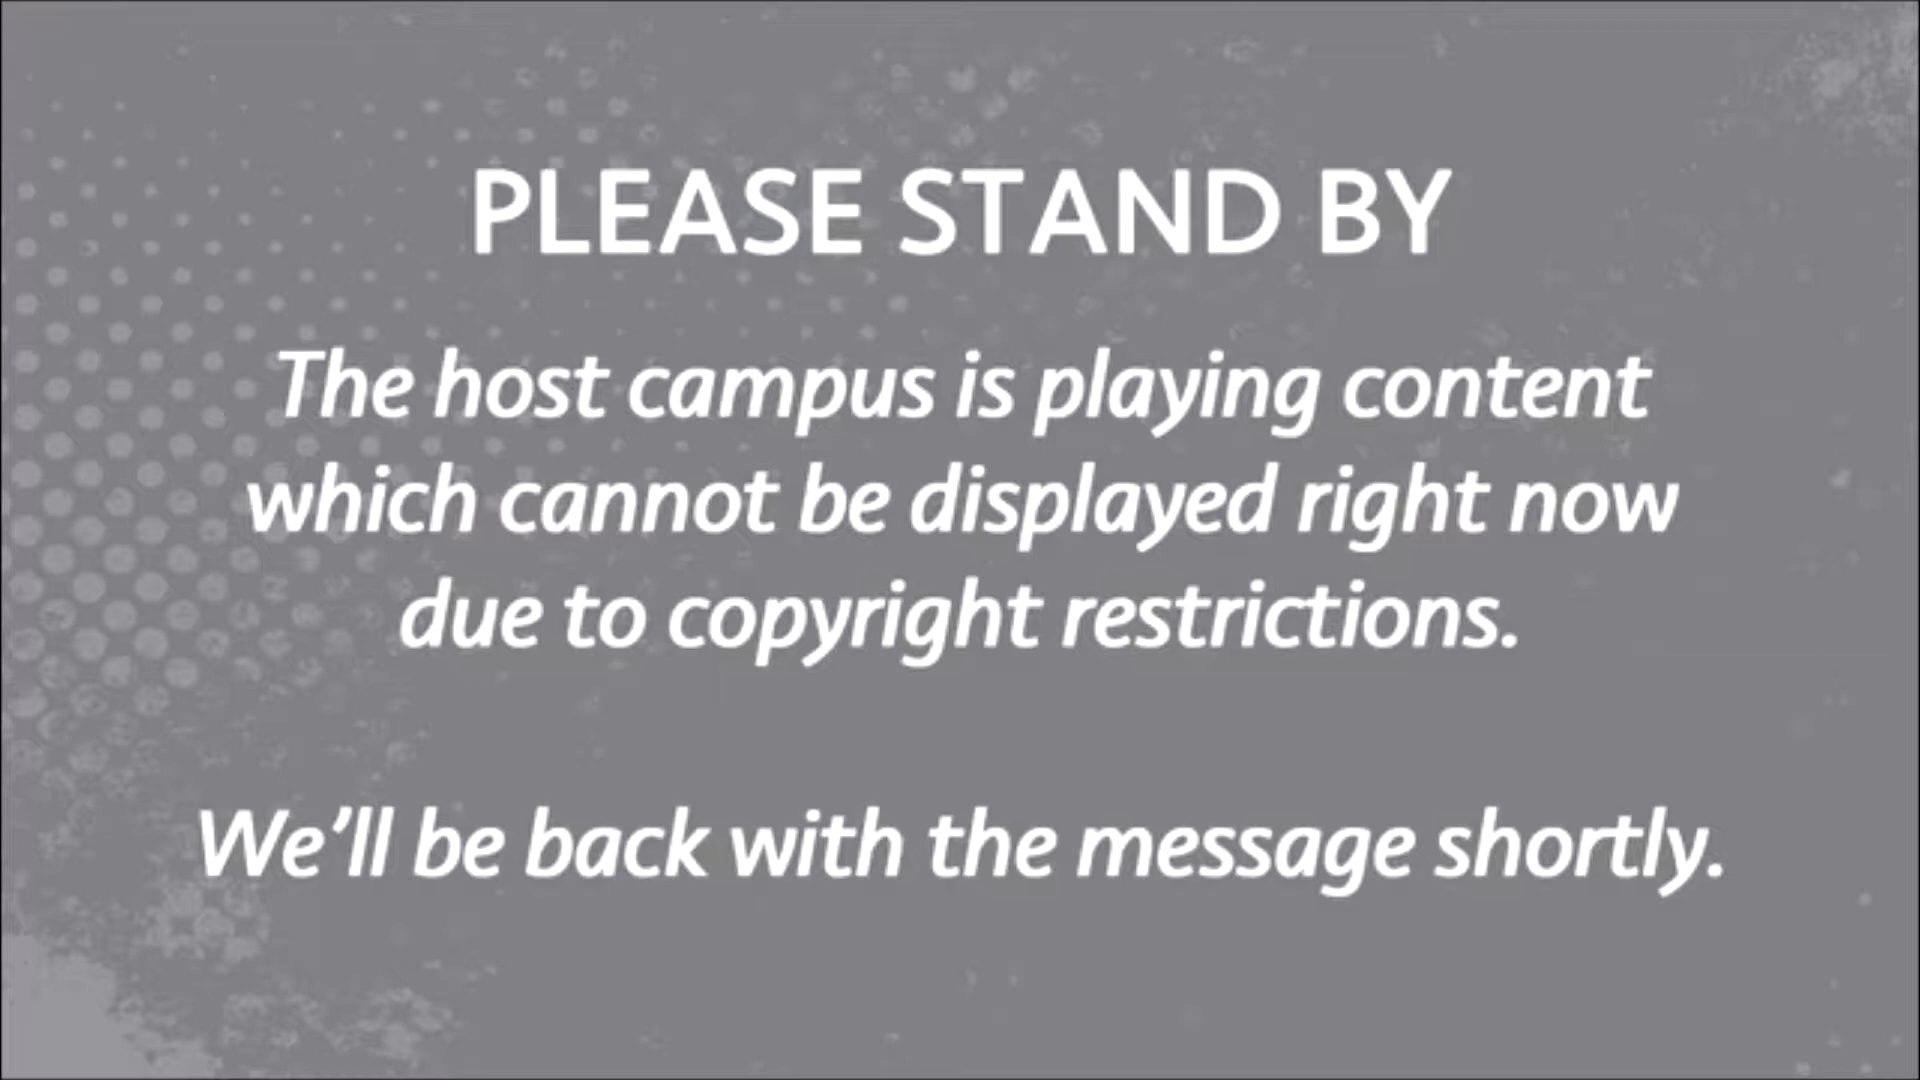 PLEASE STAND BY
The host campus is playing content
which cannot be displayed right now
due to copyright restrictions.
We’ll be back with the message shortly.